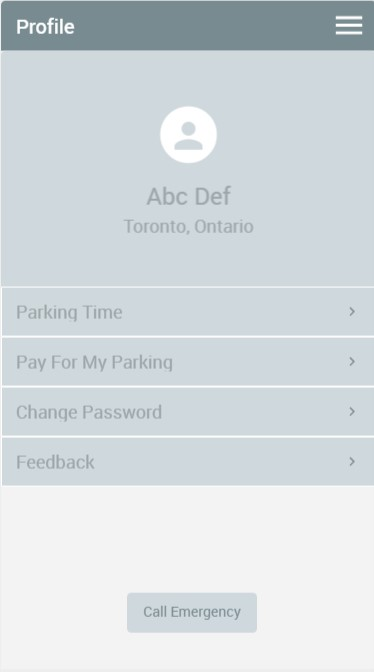 Profile
Abc Def
Toronto, Ontario
Parking Time
Pay For My Parking
Change Password
Feedback
Call Emergency